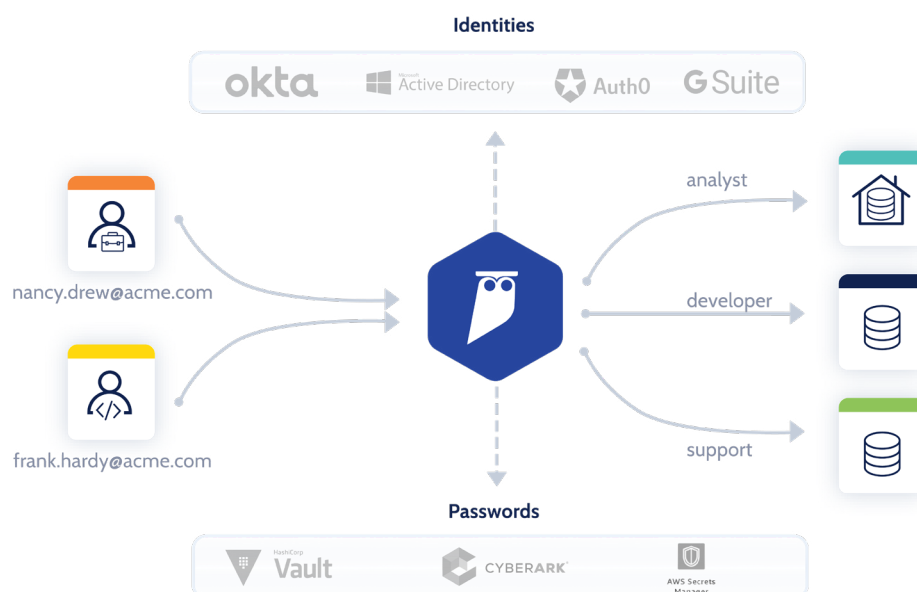 Identities
okta
Microsoft
Active Directory
Auth0
G Suite
analyst
nancy.drew@acme.com
developer
frank.hardy@acme.com
support
Passwords
HashiCorp
Vault
CYBERARK
AWS Secrets
Manager